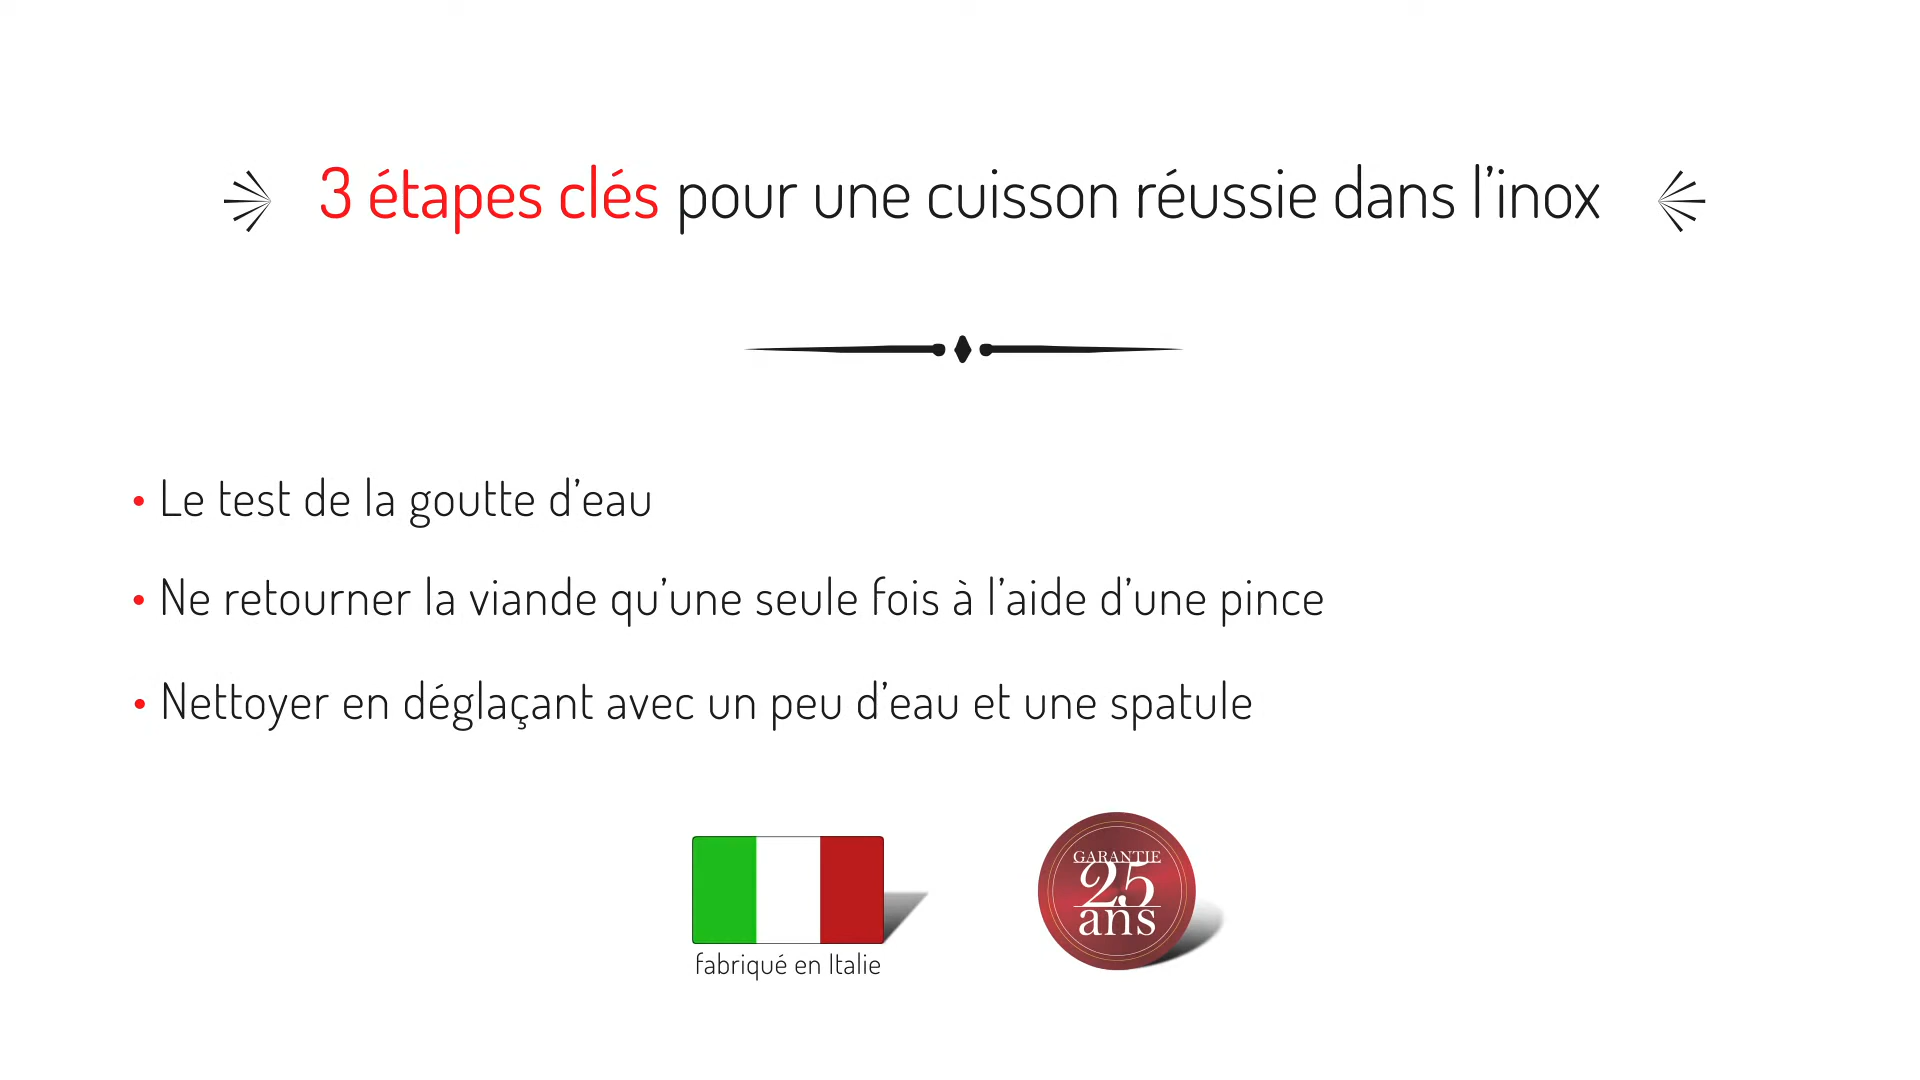 3 étapes clés pour une cuisson réussie dans l’inox
• Le test de la goutte d’eau
• Ne retourner la viande qu’une seule fois à l’aide d’une pince
• Nettoyer en déglaçant avec un peu d’eau et une spatule
fabriqué en Italie
GARANTIE
25
ans